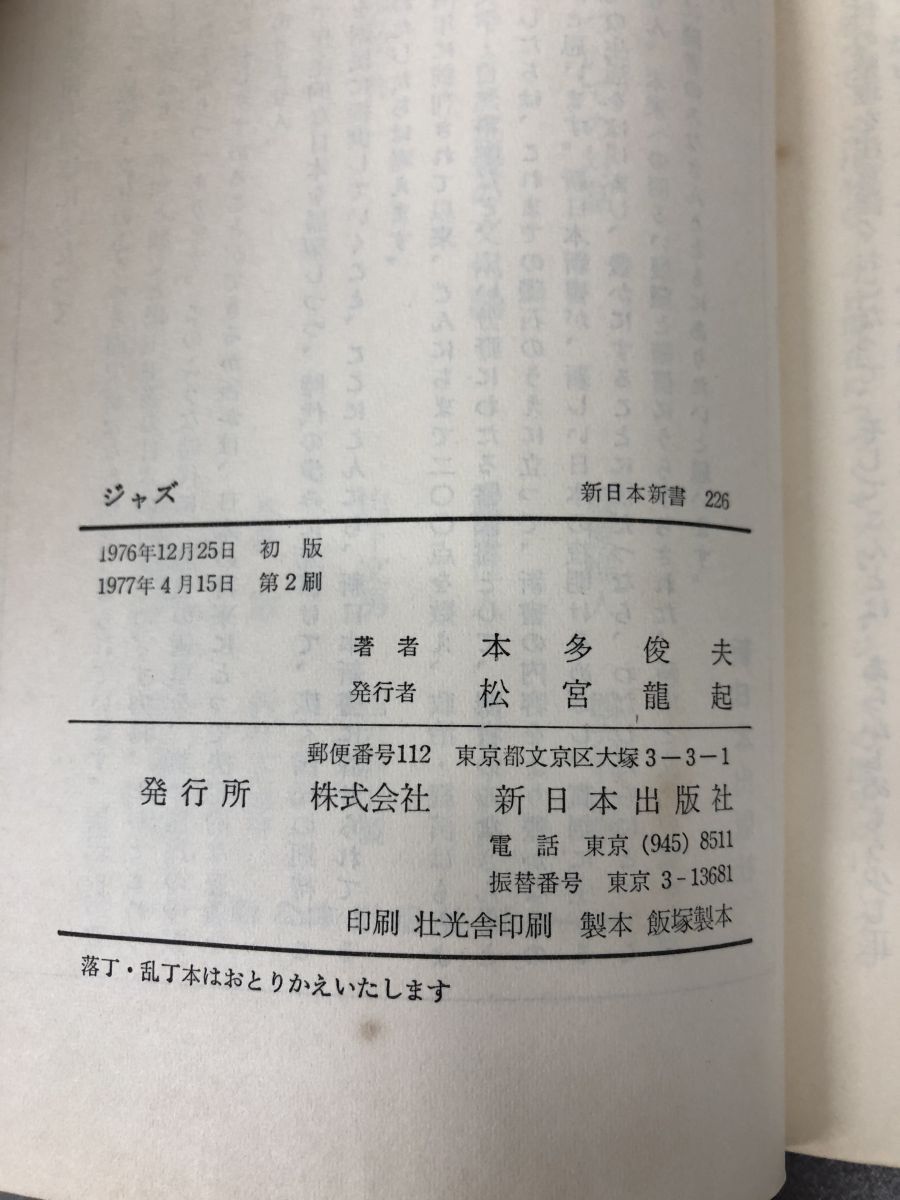 ジャズ 新日本新書 226
1976年12月25日 初版
1977年4月15日 第2刷
著者 本多俊夫
発行者 松宮龍起
郵便番号112 東京都文京区大塚3-3-1
発行所 株式会社 新日本出版社
電話 東京 (945) 8511
振替番号 東京 3-13681
印刷 壮光舎印刷 製本 飯塚製本
落丁・乱丁本はおとりかえいたします